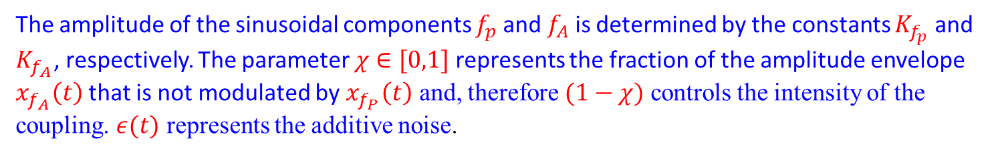 The amplitude of the sinusoidal components $f_p$ and $f_A$ is determined by the constants $K_{f_p}$ and
$K_{f_A}$, respectively. The parameter $\chi \in [0,1]$ represents the fraction of the amplitude envelope
$x_{f_A}(t)$ that is not modulated by $x_{f_P}(t)$ and, therefore $(1 - \chi)$ controls the intensity of the
coupling. $\epsilon(t)$ represents the additive noise.